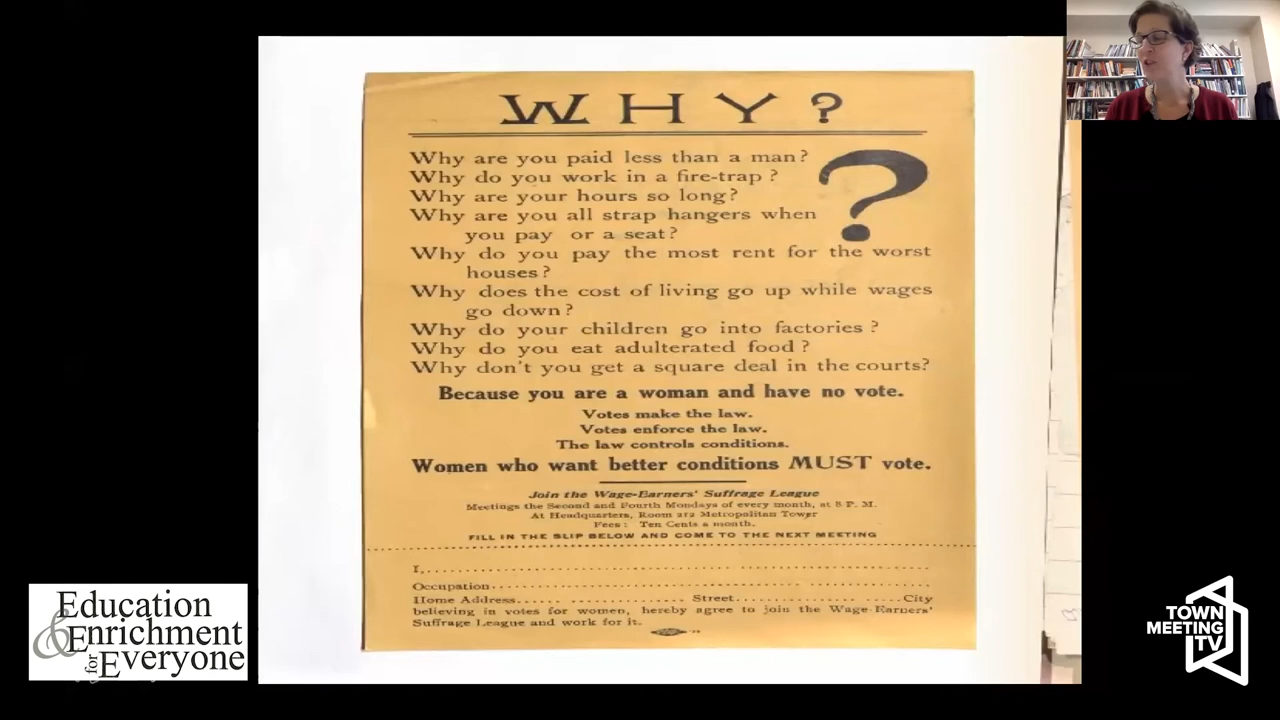 WHY?
Why are you paid less than a man?
Why do you work in a fire-trap?
Why are your hours so long?
Why are you all strap hangers when
you pay or a seat?
Why do you pay the most rent for the worst
houses?
Why does the cost of living go up while wages
go down?
Why do your children go into factories?
Why do you eat adulterated food?
Why don't you get a square deal in the courts?
?
Because you are a woman and have no vote.
Votes make the law.
Votes enforce the law.
The law controls conditions.
Women who want better conditions MUST vote.
Join the Wage-Earners' Suffrage League
Meetings the Second and Fourth Mondays of every month, at 8 P. M.
At Headquarters, Room 212 Metropolitan Tower
Fees: Ten Cents a month.
FILL IN THE SLIP BELOW AND COME TO THE NEXT MEETING
I,
Occupation
Home Address Street City
believing in votes for women, hereby agree to join the Wage-Earners'
Suffrage League and work for it.
Education
& Enrichment
for Everyone
TOWN
MEETING
TV